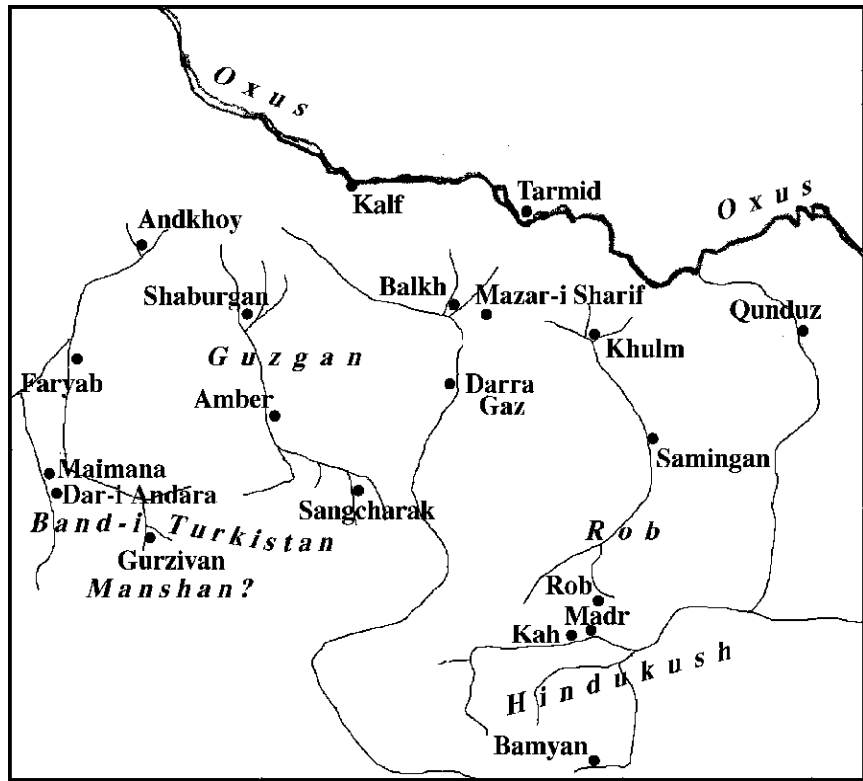 Oxus
Tarmid
Oxus
Kalf
Andkhoy
Balkh
Mazar-i Sharif
Shaburgan
Qunduz
Khulm
Guzgan
Faryab
Darra
Gaz
Amber
Samingan
Maimana
Dar-i Andara
Sangcharak
Band-i Turkistan
Rob
Gurzivan
Manshan?
Rob
Madr
Kah
Hindukush
Bamyan